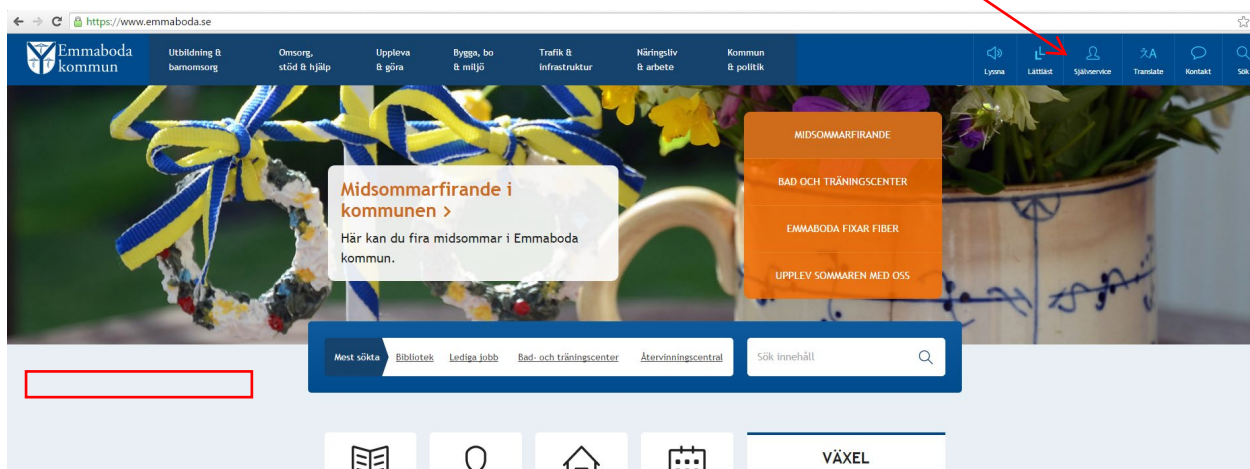 https://www.emmaboda.se
Emmaboda
kommun
Utbildning &
barnomsorg
Omsorg,
stöd & hjälp
Uppleva
& göra
Bygga, bo
& miljö
Trafik &
infrastruktur
Näringsliv
& arbete
Kommun
& politik
Lyssna
Lättläst
Självservice
Translate
Kontakt
Sök
MIDSOMMARFIRANDE
BAD OCH TRÄNINGSCENTER
EMMABODA FIXAR FIBER
UPPLEV SOMMAREN MED OSS
Midsommarfirande i
kommunen >
Här kan du fira midsommar i Emmaboda
kommun.
Mest sökta Bibliotek Lediga jobb Bad- och träningscenter Återvinningscentral
Sök innehåll
VÄXEL